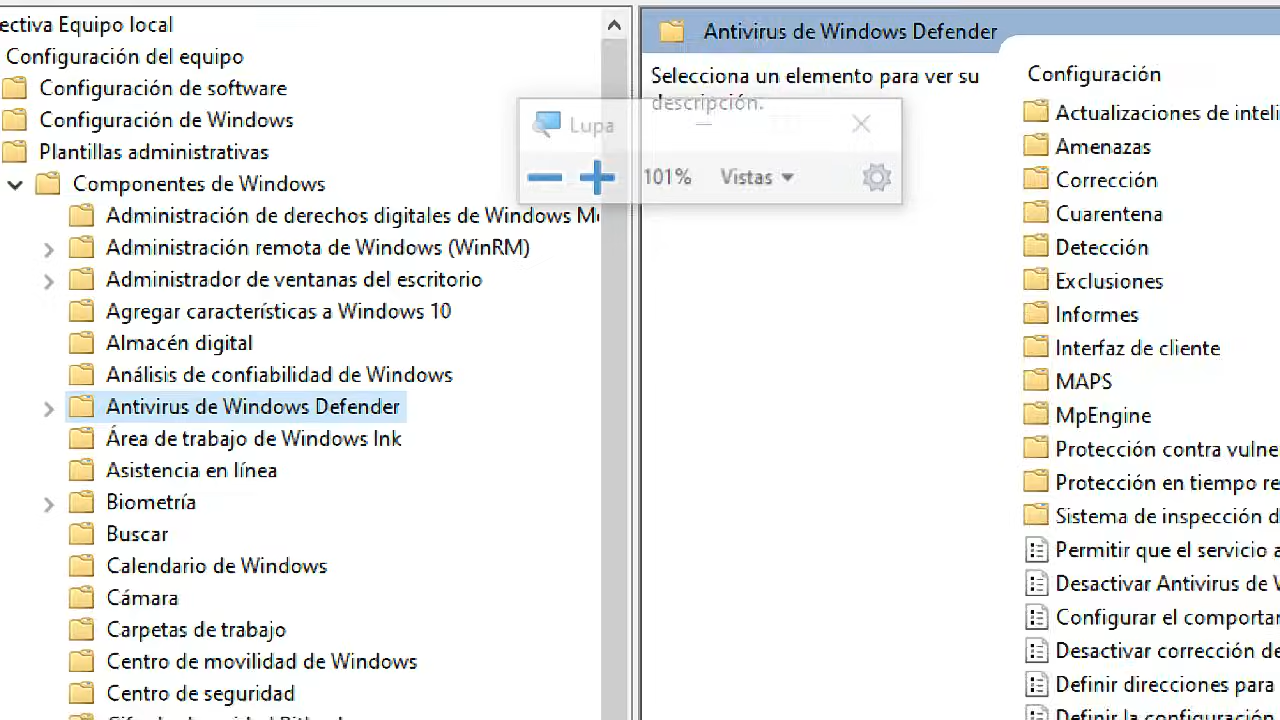 ectiva Equipo local
Configuración del equipo
Configuración de software
Configuración de Windows
Plantillas administrativas
Componentes de Windows
Administración de derechos digitales de Windows M
Administración remota de Windows (WinRM)
Administrador de ventanas del escritorio
Agregar características a Windows 10
Almacén digital
Análisis de confiabilidad de Windows
Antivirus de Windows Defender
Área de trabajo de Windows Ink
Asistencia en línea
Biometría
Buscar
Calendario de Windows
Cámara
Carpetas de trabajo
Centro de movilidad de Windows
Centro de seguridad
Antivirus de Windows Defender
Selecciona un elemento para ver su
descripción.
Lupa
101% Vistas
Configuración
Actualizaciones de inteli
Amenazas
Corrección
Cuarentena
Detección
Exclusiones
Informes
Interfaz de cliente
MAPS
MpEngine
Protección contra vulne
Protección en tiempo re
Sistema de inspección d
Permitir que el servicio a
Desactivar Antivirus de W
Configurar el comportar
Desactivar corrección de
Definir direcciones para
Definir la configuración